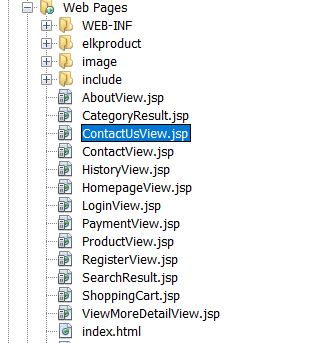 Web Pages
WEB-INF
elkproduct
image
include
AboutView.jsp
CategoryResult.jsp
ContactUsView.jsp
ContactView.jsp
HistoryView.jsp
HomepageView.jsp
LoginView.jsp
PaymentView.jsp
ProductView.jsp
RegisterView.jsp
SearchResult.jsp
ShoppingCart.jsp
ViewMoreDetailView.jsp
index.html